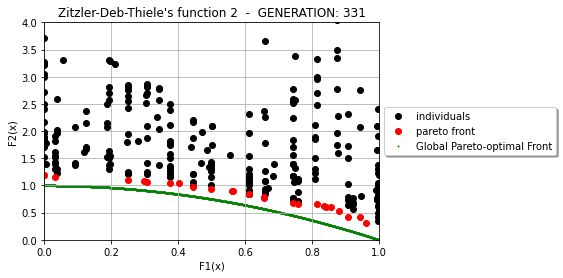 Zitzler-Deb-Thiele's function 2 - GENERATION: 331
4.0
3.5
3.0
2.5
2.0
1.5
1.0
0.5
0.0
F2(x)
0.0 0.2 0.4 0.6 0.8 1.0
F1(x)
individuals
pareto front
Global Pareto-optimal Front